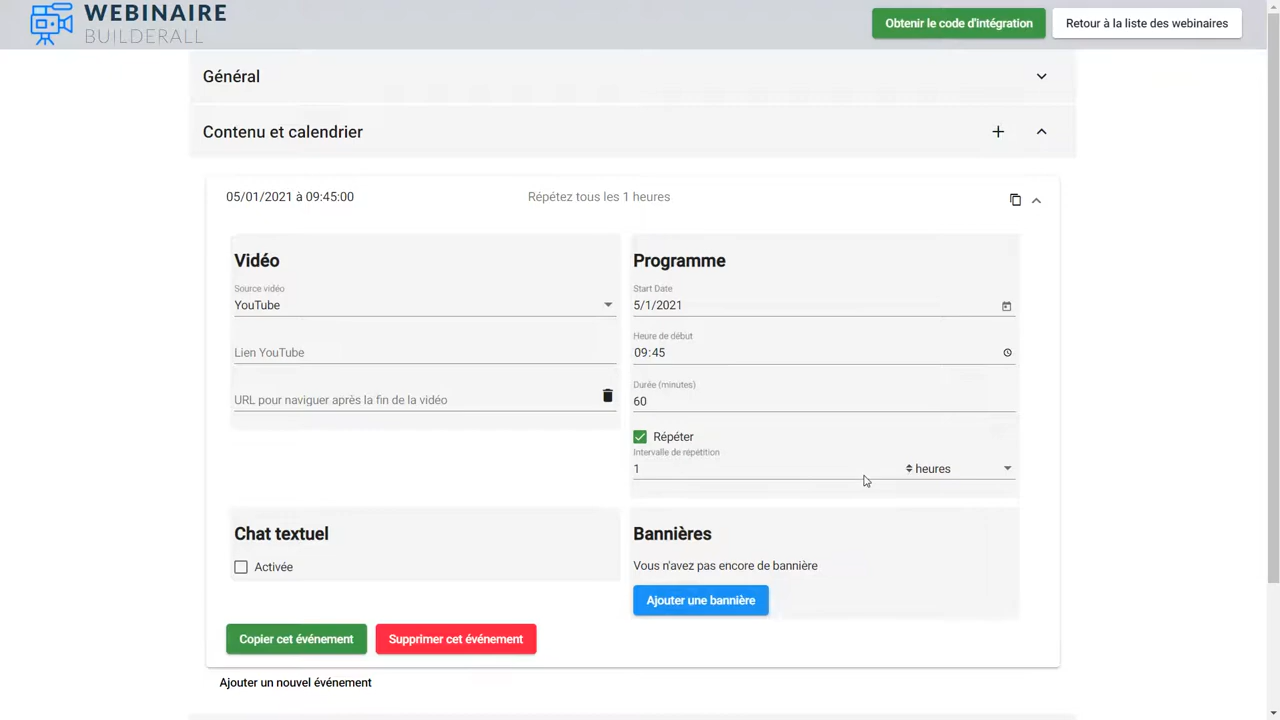 WEBINAIRE
BUILDERALL
Obtenir le code d'intégration
Retour à la liste des webinaires
Général
Contenu et calendrier
05/01/2021 à 09:45:00
Répétez tous les 1 heures
Vidéo
Source vidéo
YouTube
Lien YouTube
URL pour naviguer après la fin de la vidéo
Programme
Start Date
5/1/2021
Heure de début
09:45
Durée (minutes)
60
Répéter
Intervalle de repetition
1
heures
Chat textuel
Activée
Bannières
Vous n'avez pas encore de bannière
Ajouter une bannière
Copier cet événement
Supprimer cet événement
Ajouter un nouvel événement